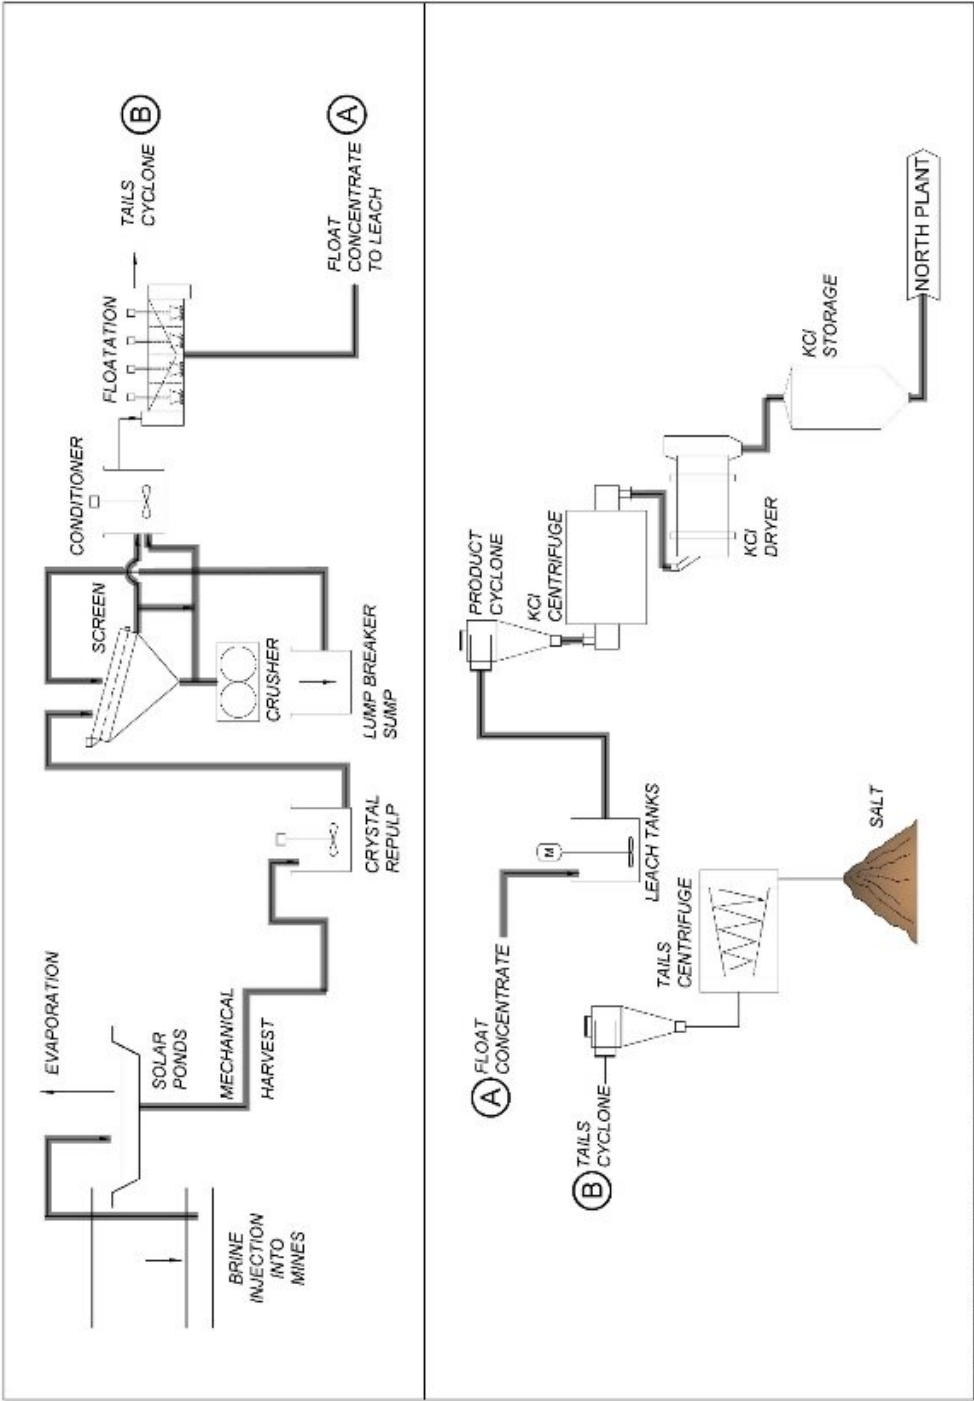 BRINE
INJECTION
INTO
MINES
EVAPORATION
SOLAR
PONDS
MECHANICAL
HARVEST
CRYSTAL
REPULP
SCREEN
CRUSHER
LUMP BREAKER
SUMP
CONDITIONER
FLOATATION
TAILS
CYCLONE
B
FLOAT
CONCENTRATE
TO LEACH
A
A
FLOAT
CONCENTRATE
B
TAILS
CYCLONE
TAILS
CENTRIFUGE
SALT
M
LEACH TANKS
PRODUCT
CYCLONE
KCl
CENTRIFUGE
KCl
DRYER
KCl
STORAGE
NORTH PLANT